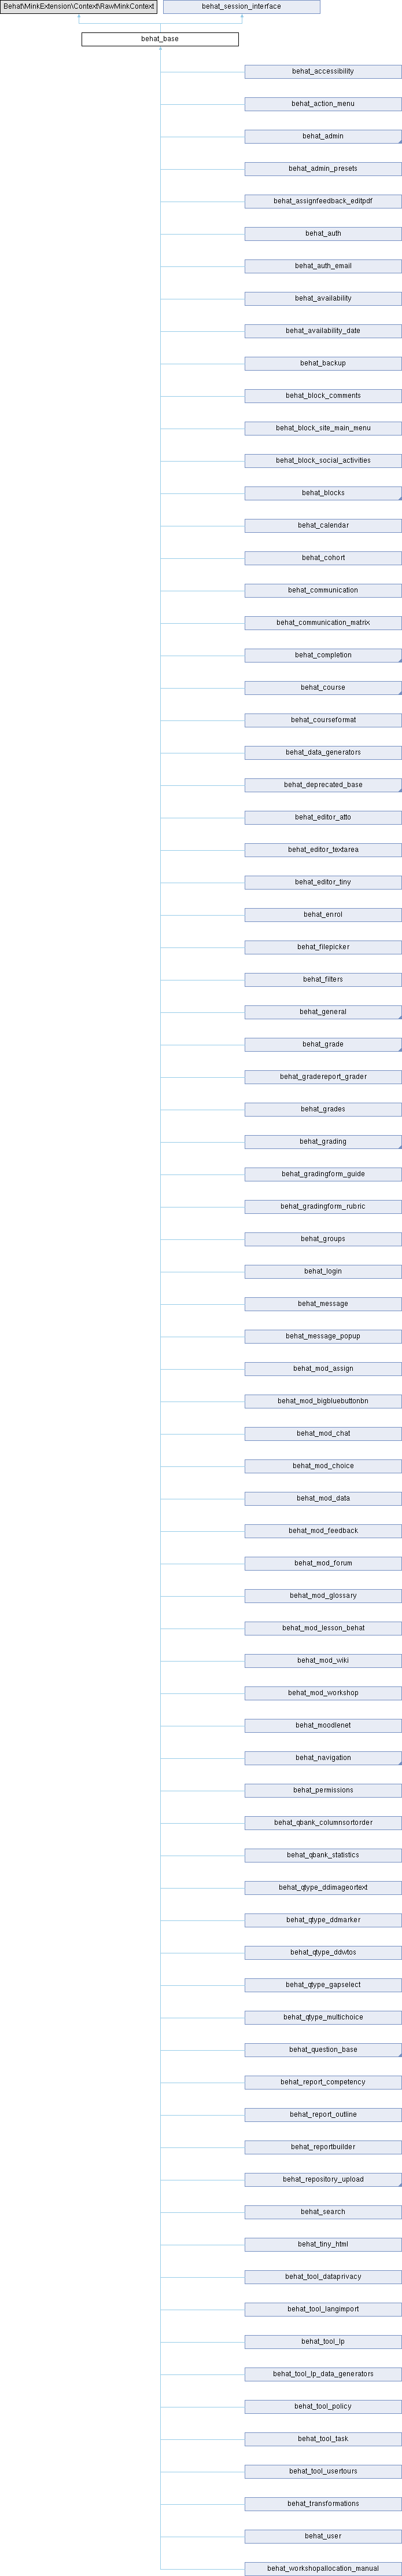 Behat\MinkExtension\Context\RawMinkContext
behat_session_interface
behat_base
behat_accessibility
behat_action_menu
behat_admin
behat_admin_presets
behat_assignfeedback_editpdf
behat_auth
behat_auth_email
behat_availability
behat_availability_date
behat_backup
behat_block_comments
behat_block_site_main_menu
behat_block_social_activities
behat_blocks
behat_calendar
behat_cohort
behat_communication
behat_communication_matrix
behat_completion
behat_course
behat_courseformat
behat_data_generators
behat_deprecated_base
behat_editor_atto
behat_editor_textarea
behat_editor_tiny
behat_enrol
behat_filepicker
behat_filters
behat_general
behat_grade
behat_gradereport_grader
behat_grades
behat_grading
behat_gradingform_guide
behat_gradingform_rubric
behat_groups
behat_login
behat_message
behat_message_popup
behat_mod_assign
behat_mod_bigbluebuttonbn
behat_mod_chat
behat_mod_choice
behat_mod_data
behat_mod_feedback
behat_mod_forum
behat_mod_glossary
behat_mod_lesson_behat
behat_mod_wiki
behat_mod_workshop
behat_moodlenet
behat_navigation
behat_permissions
behat_qbank_columnsortorder
behat_qbank_statistics
behat_qtype_ddimageortext
behat_qtype_ddmarker
behat_qtype_ddwtos
behat_qtype_gapselect
behat_qtype_multichoice
behat_question_base
behat_report_competency
behat_report_outline
behat_reportbuilder
behat_repository_upload
behat_search
behat_tiny_html
behat_tool_dataprivacy
behat_tool_langimport
behat_tool_lp
behat_tool_lp_data_generators
behat_tool_policy
behat_tool_task
behat_tool_usertours
behat_transformations
behat_user
behat_workshopallocation_manual